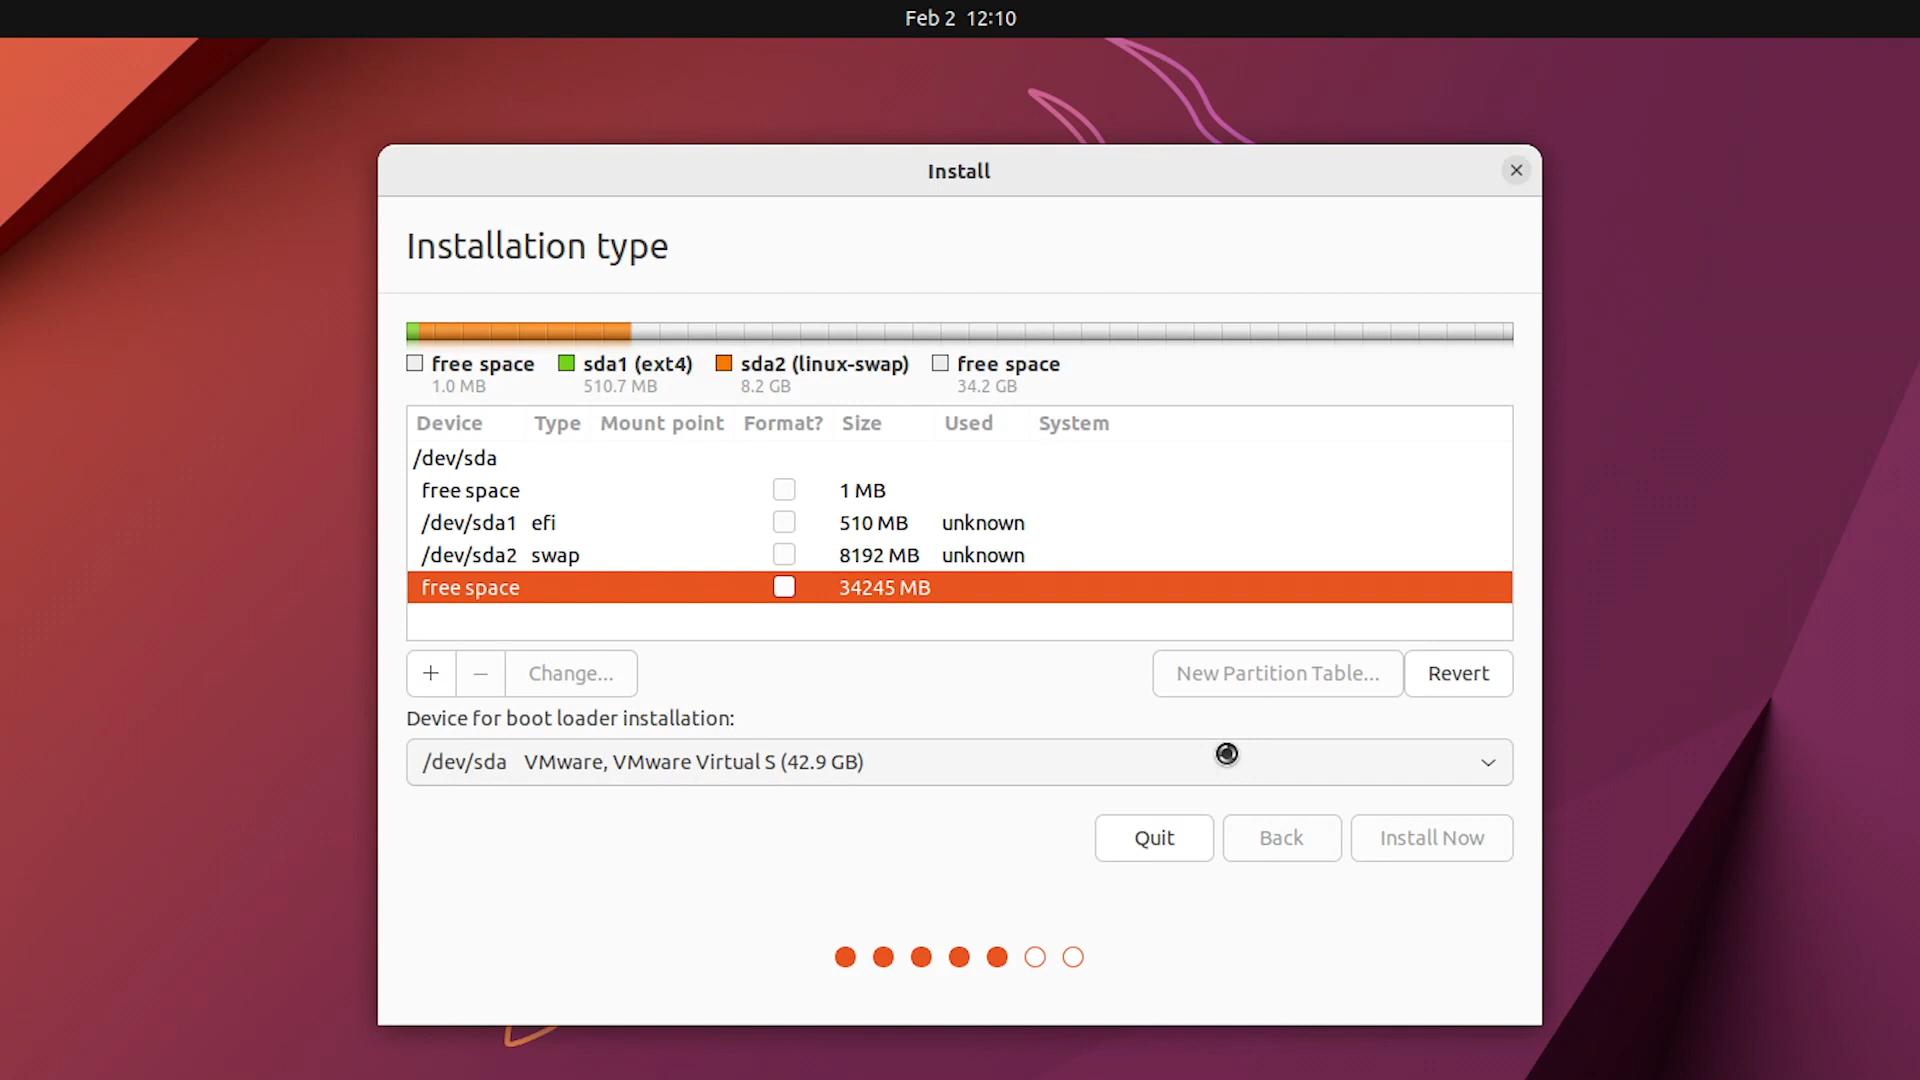 Feb 2 12:10
Install
Installation type
free space sda1 (ext4) sda2 (linux-swap) free space
1.0 MB 510.7 MB 8.2 GB 34.2 GB
Device Type Mount point Format? Size Used System
/dev/sda
free space 1 MB
/dev/sda1 efi 510 MB unknown
/dev/sda2 swap 8192 MB unknown
free space 34245 MB
+ – Change... New Partition Table... Revert
Device for boot loader installation:
/dev/sda VMware, VMware Virtual S (42.9 GB)
Quit Back Install Now